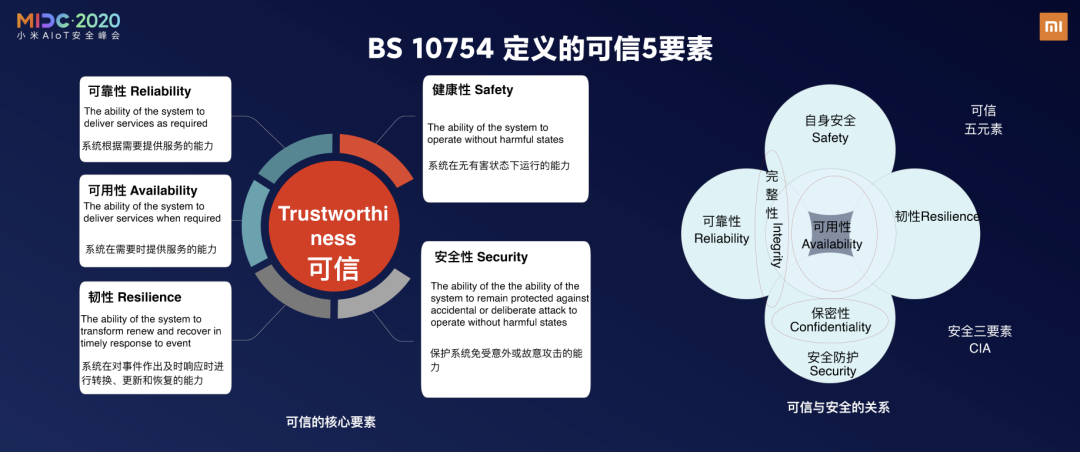 MIDC·2020
小米AIoT安全峰会
BS 10754 定义的可信5要素
可靠性 Reliability
The ability of the system to
deliver services as required
系统根据需要提供服务的能力
可用性 Availability
The ability of the system to
deliver services when required
系统在需要时提供服务的能力
韧性 Resilience
The ability of the system to
transform renew and recover in
timely response to event
系统在对事件作出及时响应时进
行转换、更新和恢复的能力
Trustworthi
ness
可信
健康性 Safety
The ability of the system to
operate without harmful states
系统在无有害状态下运行的能力
安全性 Security
The ability of the the ability of the
system to remain protected against
accidental or deliberate attack to
operate without harmful states
保护系统免受意外或故意攻击的能
力
可信的核心要素
自身安全
Safety
可靠性
Reliability
完整性 Integrity
可用性
Availability
韧性Resilience
保密性
Confidentiality
安全防护
Security
可信
五元素
安全三要素
CIA
可信与安全的关系
MI